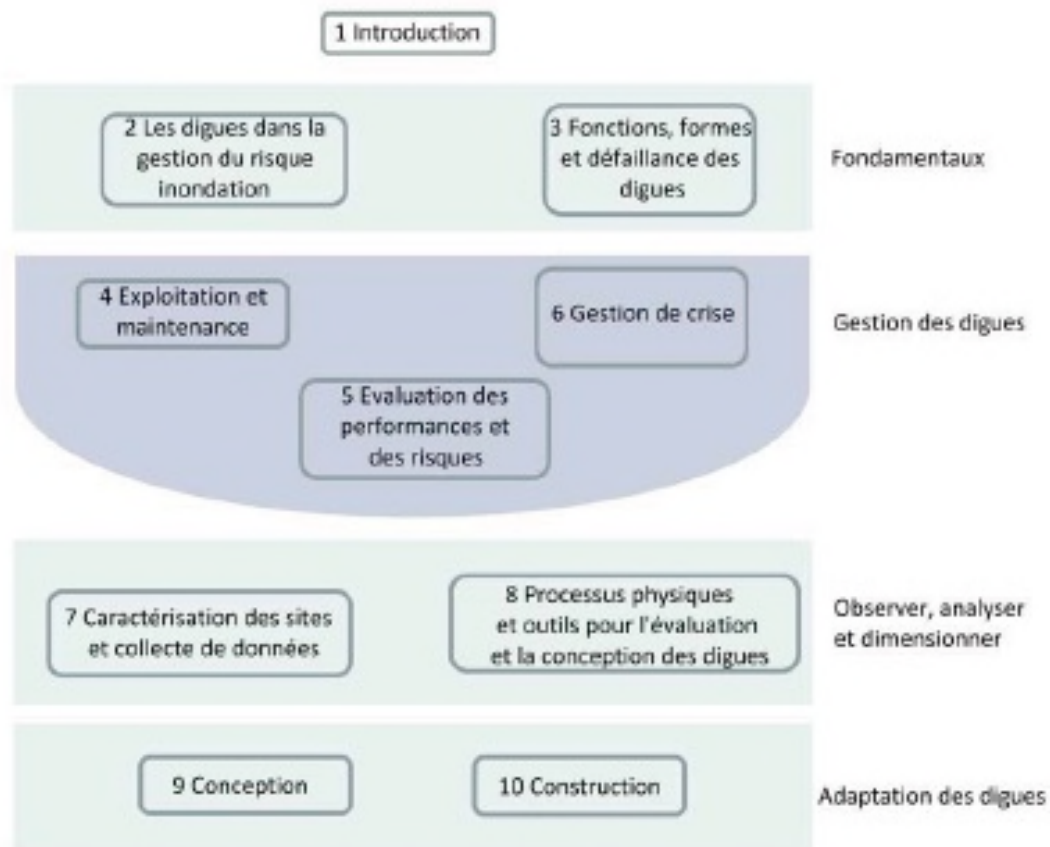 1 Introduction
2 Les digues dans la
gestion du risque
inondation
3 Fonctions, formes
et défaillance des
digues
Fondamentaux
4 Exploitation et
maintenance
6 Gestion de crise
Gestion des digues
5 Evaluation des
performances et
des risques
7 Caractérisation des sites
et collecte de données
8 Processus physiques
et outils pour l'évaluation
et la conception des digues
Observer, analyser
et dimensionner
9 Conception
10 Construction
Adaptation des digues